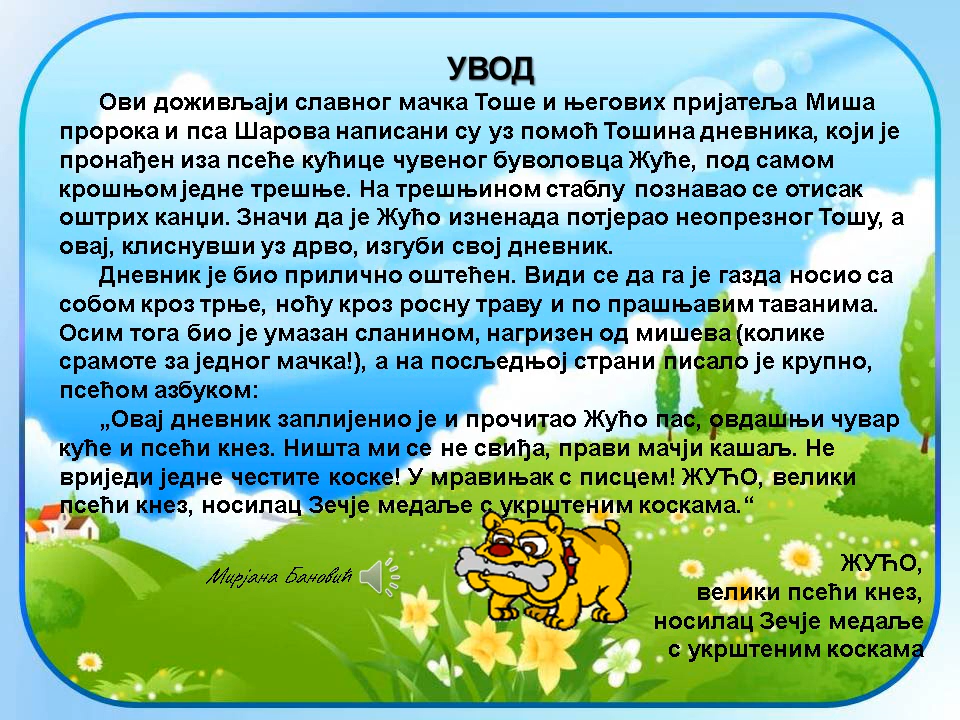 УВОД
Ови доживљаји славног мачка Тоше и његових пријатеља Миша
пророка и пса Шарова написани су уз помоћ Тошина дневника, који је
пронађен иза псеће кућице чувеног буволовца Жуће, под самом
крошњом једне трешње. На трешњином стаблу познавао се отисак
оштрих канџи. Значи да је Жућо изненада потјерао неопрезног Тошу, а
овај, клиснувши уз дрво, изгуби свој дневник.
Дневник је био прилично оштећен. Види се да га је газда носио са
собом кроз трње, ноћу кроз росну траву и по прашњавим таванима.
Осим тога био је умазан сланином, нагризен од мишева (колике
срамоте за једног мачка!), а на посљедњој страни писало је крупно,
псећом азбуком:
„Овај дневник заплијенио је и прочитао Жућо пас, овдашњи чувар
куће и псећи кнез. Ништа ми се не свиђа, прави мачји кашаљ. Не
вриједи једне честите коске! У мравињак с писцем! ЖУЋО, велики
псећи кнез, носилац Зечје медаље с укрштеним коскама.“
Мирјана Бановић
ЖУЋО,
велики псећи кнез,
носилац Зечје медаље
с укрштеним коскама